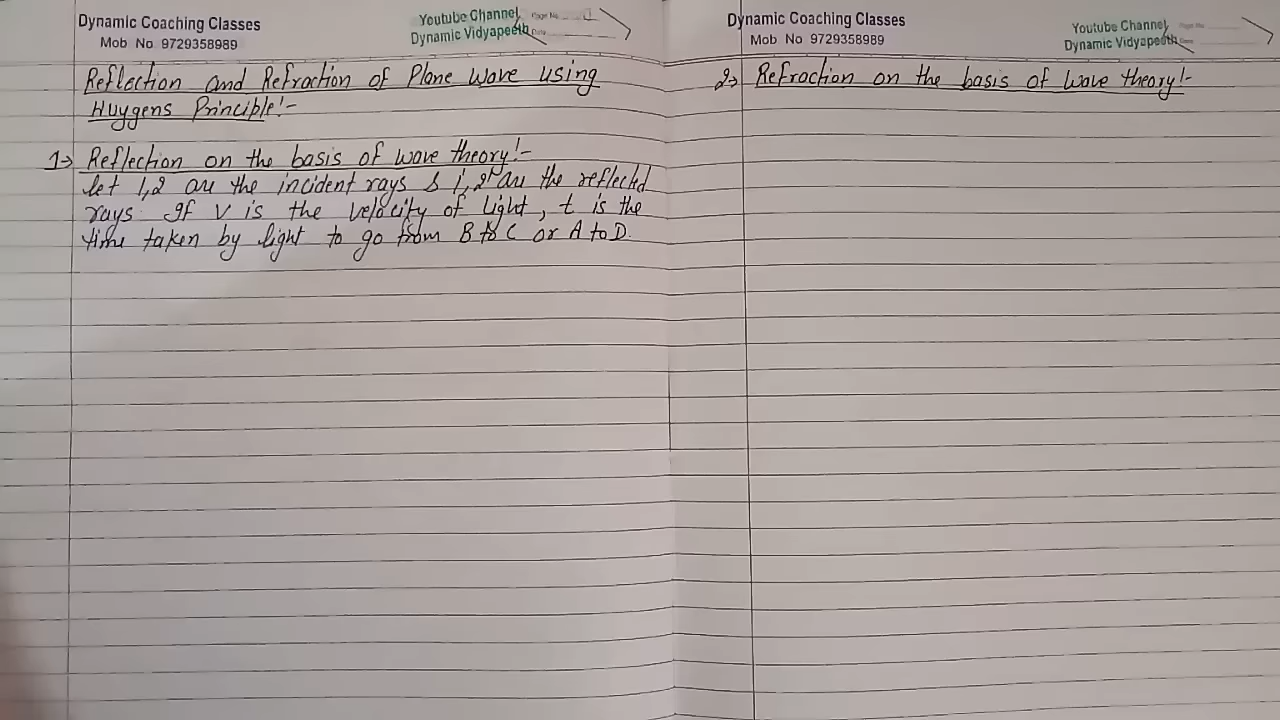 Dynamic Coaching Classes
Mob No. 9729358989
Youtube Channel
Dynamic Vidyapeeth
Page No.
Date
Reflection and Refraction of Plane wave using
Huygens Principle!-
1→ Reflection on the basis of wave theory!-
let 1,2 are the incident rays & 1', 2' are the reflected
rays. If V is the velocity of light, t is the
time taken by light to go from B to C or A to D.
Dynamic Coaching Classes
Mob No. 9729358989
Youtube Channel
Dynamic Vidyapeeth
2→ Refraction on the basis of wave theory!-